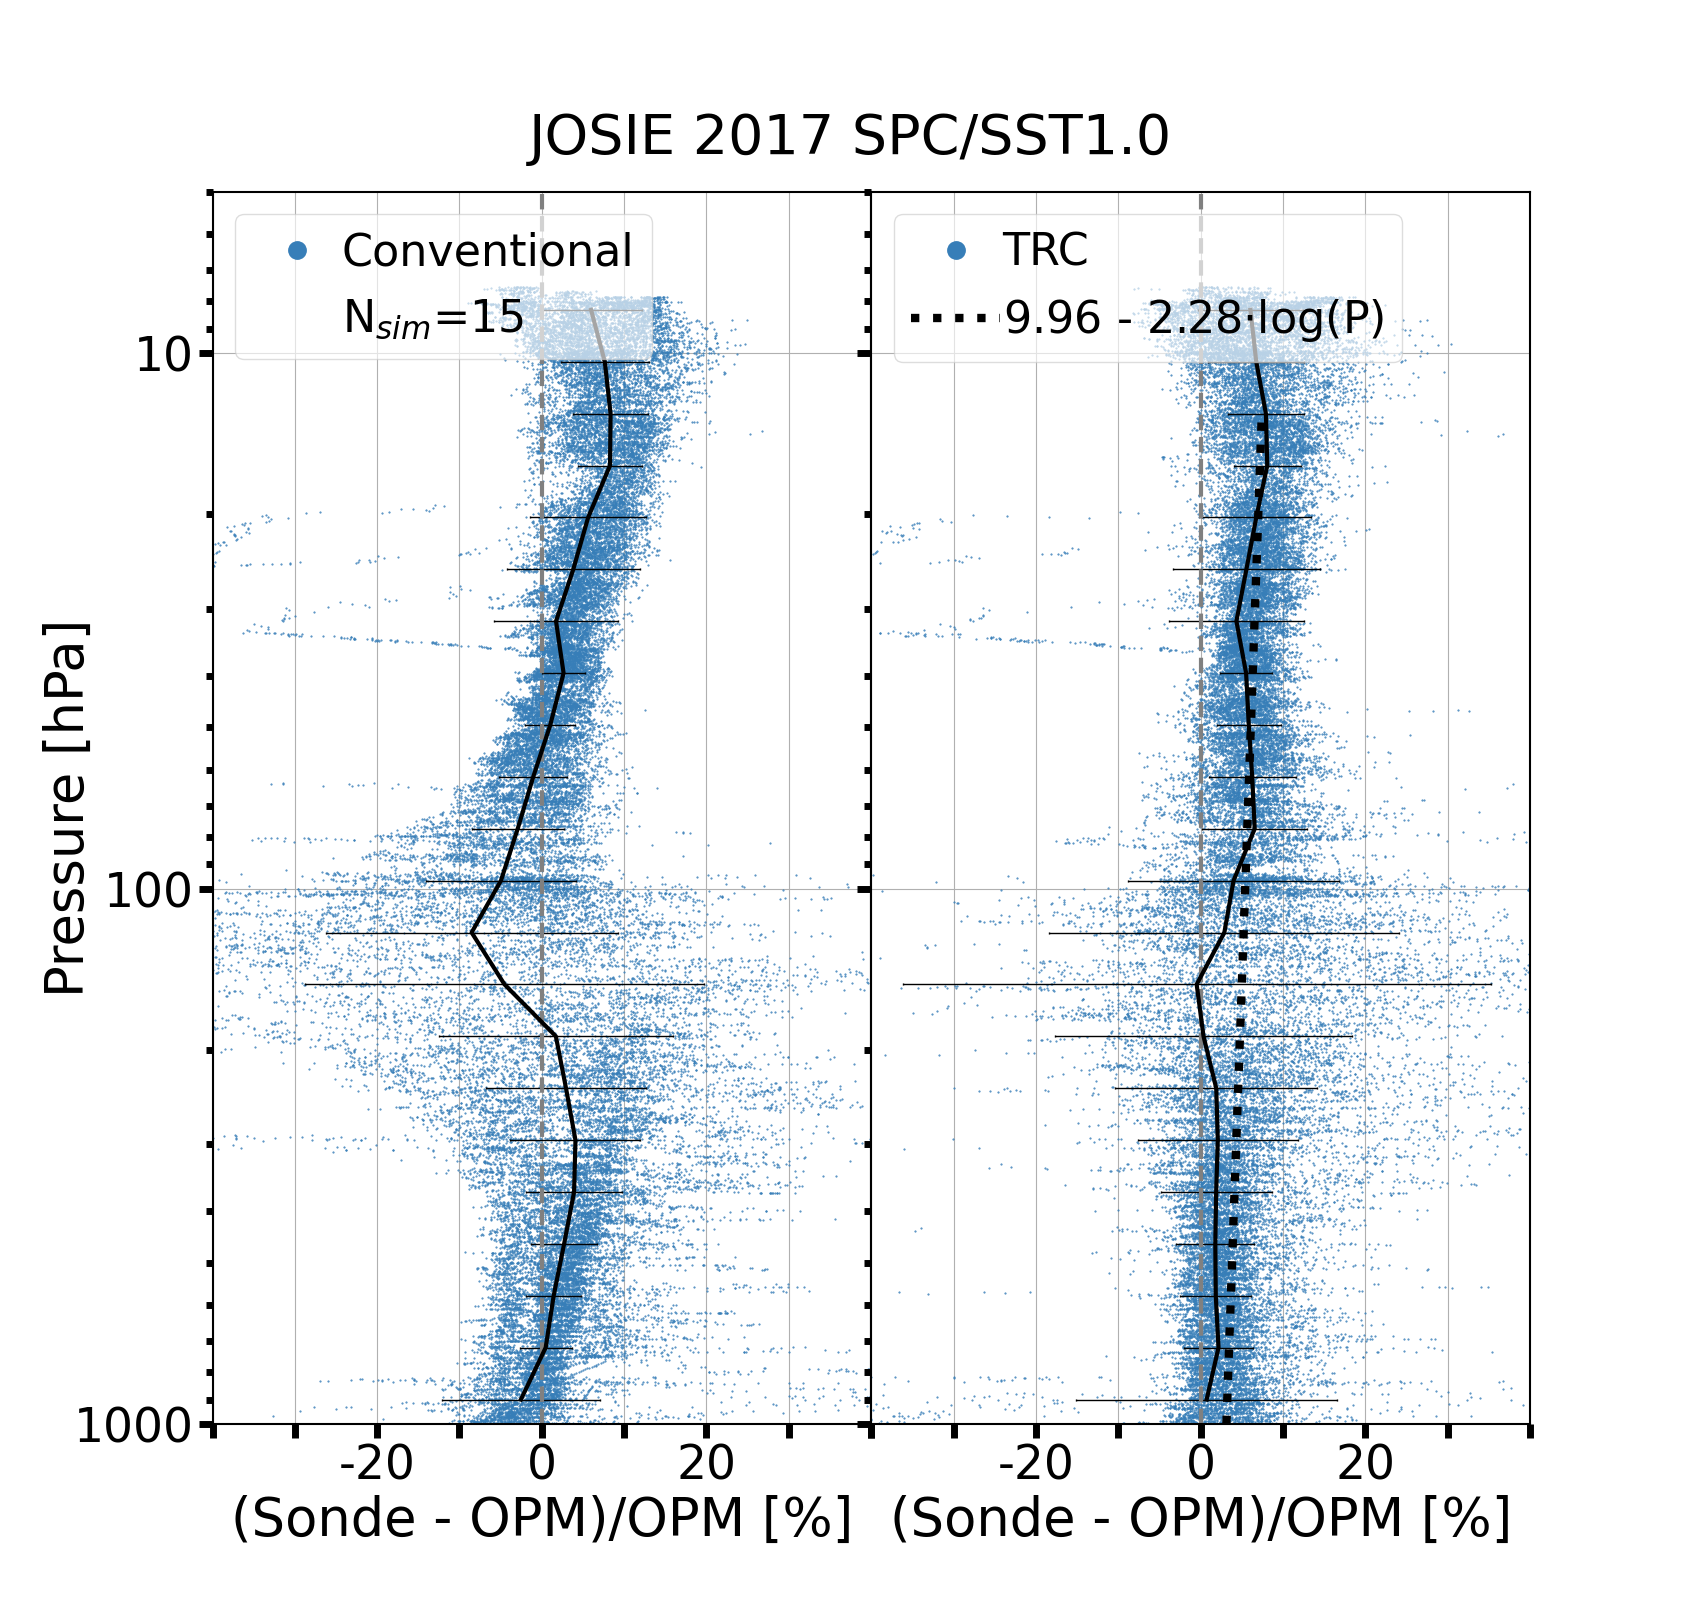 JOSIE 2017 SPC/SST1.0
Conventional
Nsim=15
TRC
9.96 - 2.28·log(P)
Pressure [hPa]
10
100
1000
-20 0 20
-20 0 20
(Sonde - OPM)/OPM [%]
(Sonde - OPM)/OPM [%]